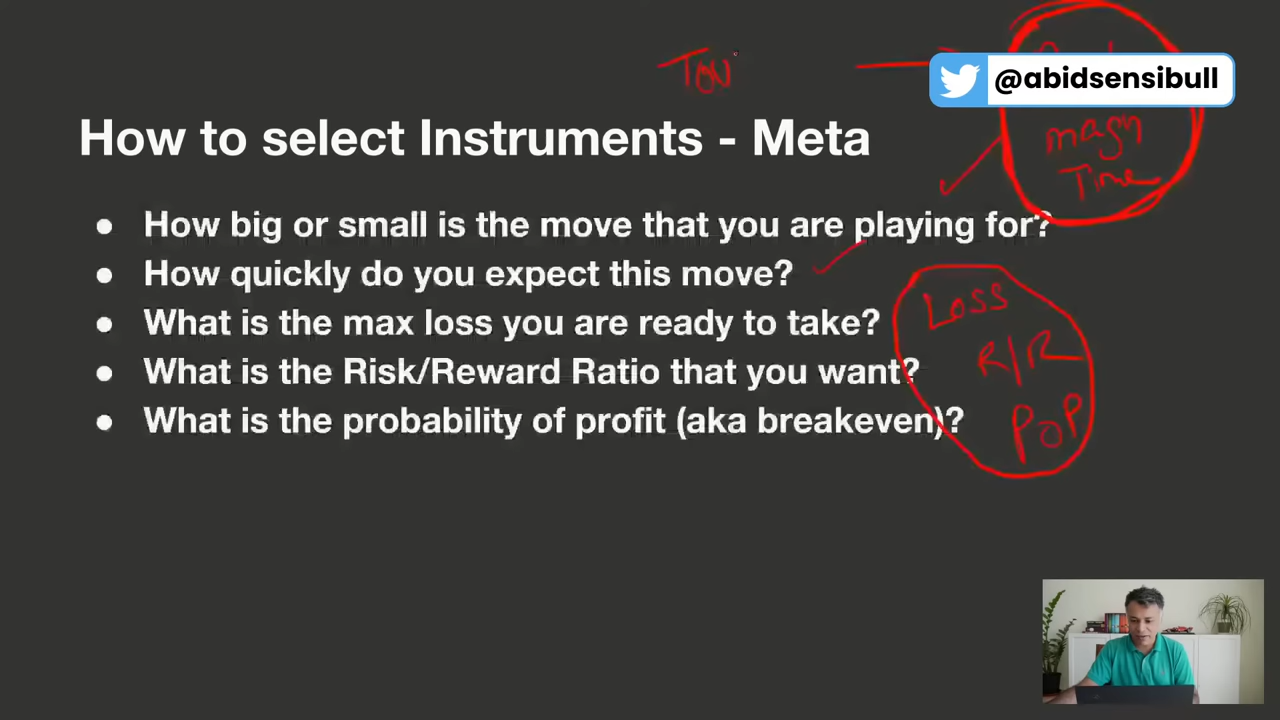 @abidsensibull
How to select Instruments - Meta
magn
Time
● How big or small is the move that you are playing for?
● How quickly do you expect this move?
● What is the max loss you are ready to take?
● What is the Risk/Reward Ratio that you want?
● What is the probability of profit (aka breakeven)?
Loss
R/R
POP